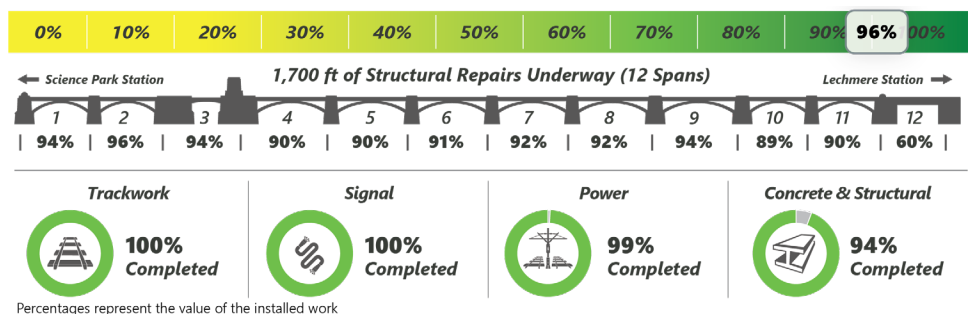 0% 10% 20% 30% 40% 50% 60% 70% 80% 90% 96% 100%
Science Park Station 1,700 ft of Structural Repairs Underway (12 Spans) Lechmere Station
1 2 3 4 5 6 7 8 9 10 11 12
| 94% | 96% | 94% | 90% | 90% | 91% | 92% | 92% | 94% | 89% | 90% | 60% |
Trackwork Signal Power Concrete & Structural
100% 100% 99% 94%
Completed Completed Completed Completed
Percentages represent the value of the installed work